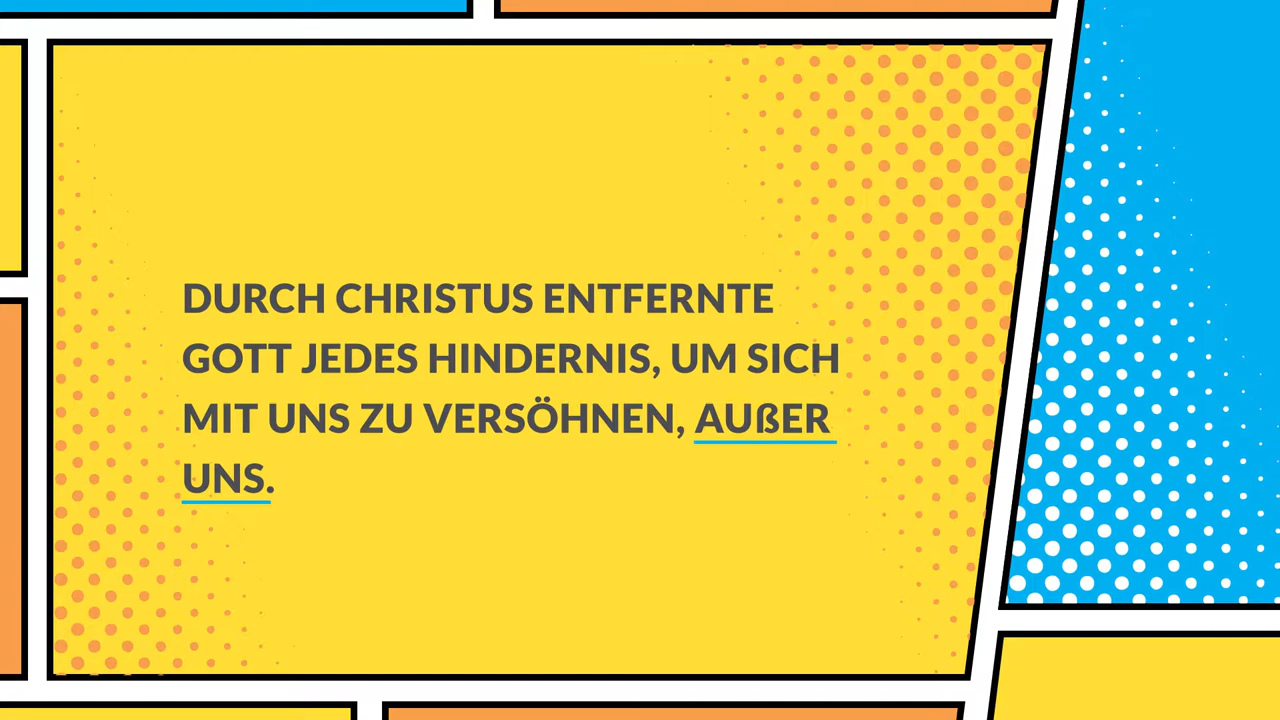 DURCH CHRISTUS ENTFERNTE
GOTT JEDES HINDERNIS, UM SICH
MIT UNS ZU VERSÖHNEN, AUßER
UNS.